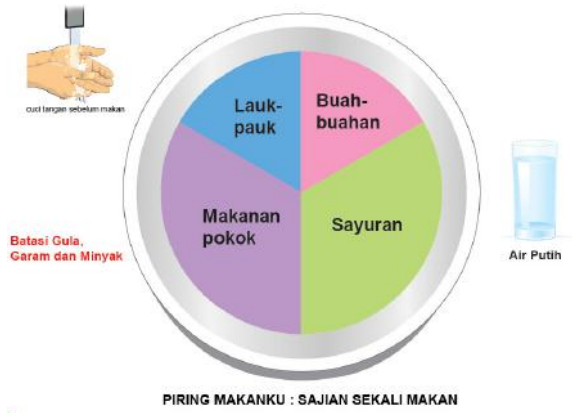 cuci tangan sebelum makan
Lauk-
pauk
Buah-
buahan
Makanan
pokok
Sayuran
Batasi Gula,
Garam dan Minyak
Air Putih
PIRING MAKANKU : SAJIAN SEKALI MAKAN